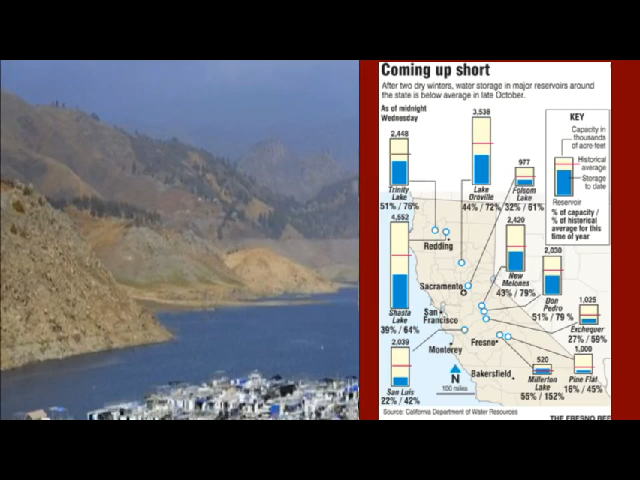 Coming up short
After two dry winters, water storage in major reservoirs around
the state is below average in late October.
As of midnight
Wednesday
KEY
Capacity in
thousands
of acre-feet
Historical
average
Storage
to date
Reservoir
% of capacity /
% of historical
average for this
time of year
2,448
Trinity
Lake
51% / 76%
3,538
Lake
Oroville
44% / 72%
977
Folsom
Lake
32% / 61%
4,552
Shasta
Lake
39% / 64%
2,420
New
Melones
43% / 79%
2,030
Don
Pedro
51% / 79 %
1,025
Exchequer
27% / 59%
2,039
San Luis
22% / 42%
520
Millerton
Lake
55% / 152%
1,000
Pine Flat
16% / 45%
Redding
Sacramento
San
Francisco
Monterey
Fresno
Bakersfield
N
100 miles
Source: California Department of Water Resources
THE FRESNO BEE